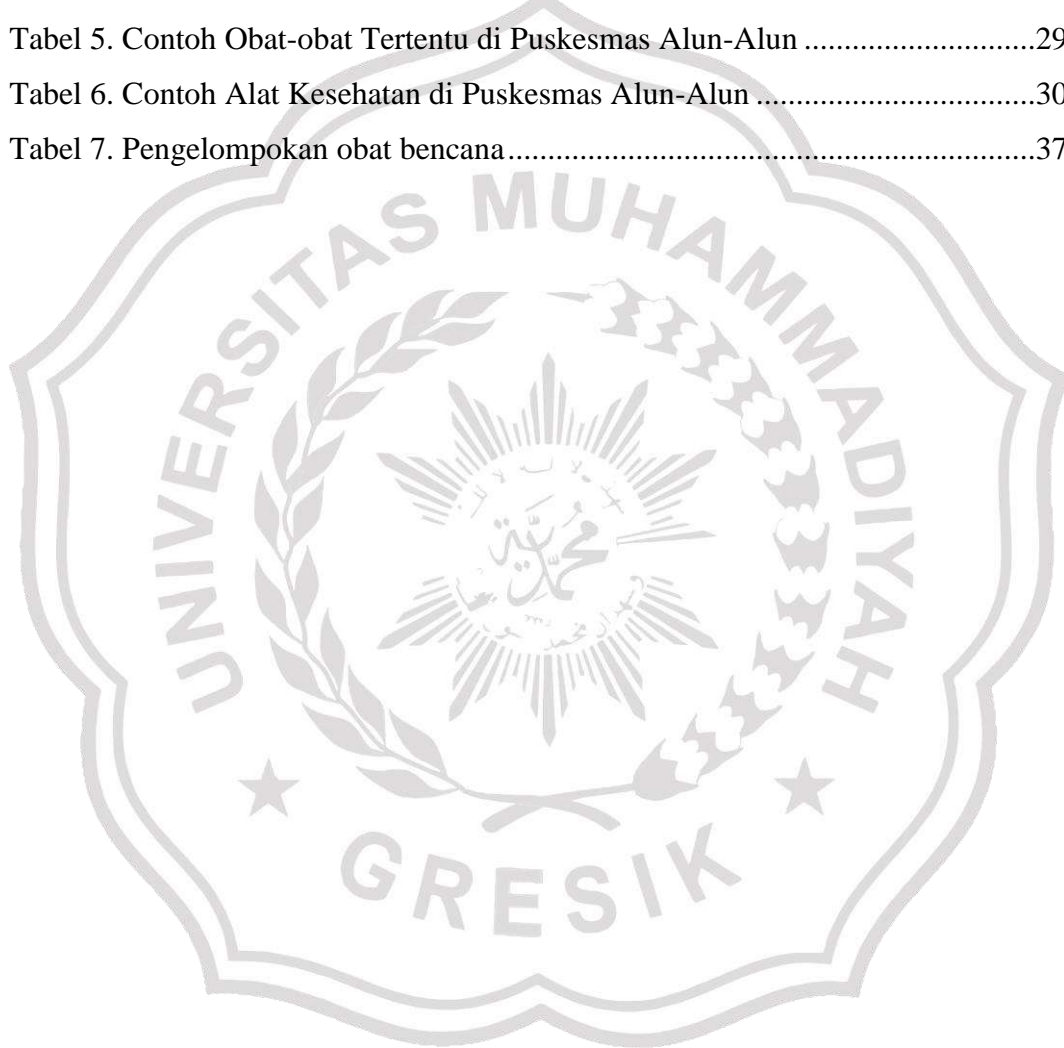 Tabel 5. Contoh Obat-obat Tertentu di Puskesmas Alun-Alun .............................29
Tabel 6. Contoh Alat Kesehatan di Puskesmas Alun-Alun ...................................30
Tabel 7. Pengelompokan obat bencana..................................................................37
UNIVERSITAS MUHAMMADIYAH
GRESIK